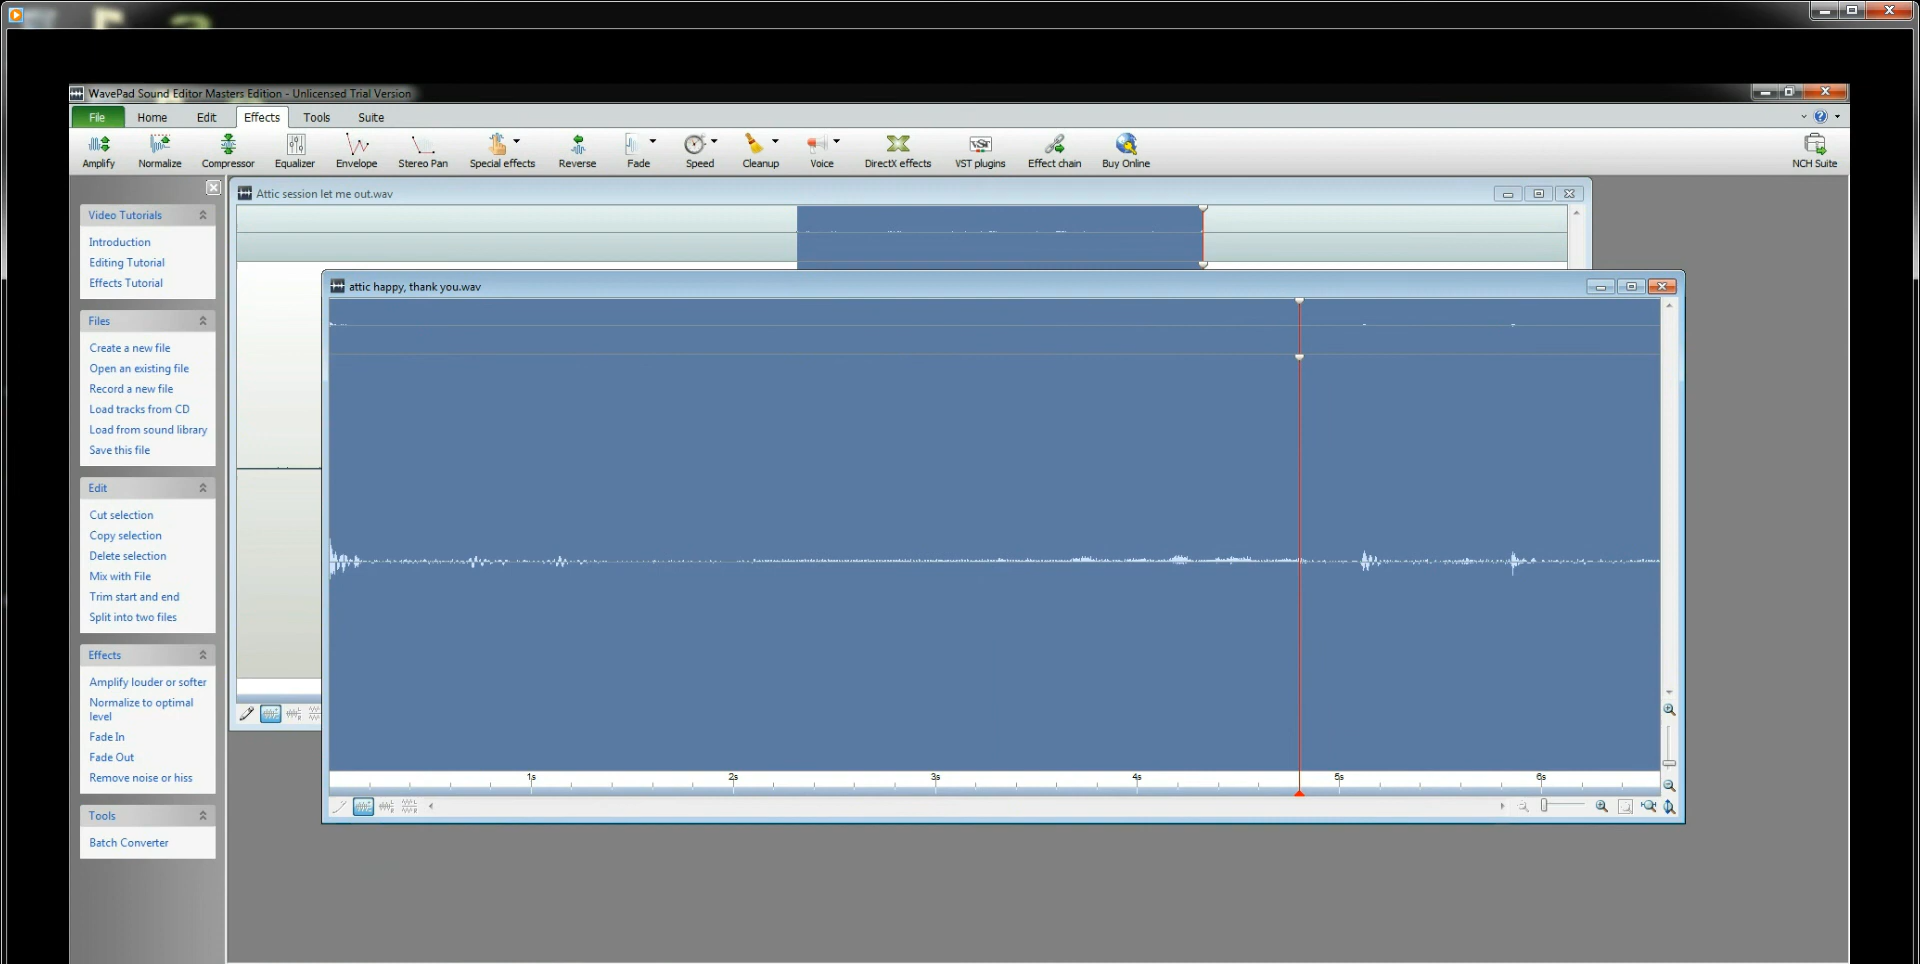 WavePad Sound Editor Masters Edition - Unlicensed Trial Version
File Home Edit Effects Tools Suite
Amplify Normalize Compressor Equalizer Envelope Stereo Pan Special effects Reverse Fade Speed Cleanup Voice DirectX effects VST plugins Effect chain Buy Online NCH Suite
Attic session let me out.wav
attic happy, thank you.wav
Video Tutorials
Introduction
Editing Tutorial
Effects Tutorial
Files
Create a new file
Open an existing file
Record a new file
Load tracks from CD
Load from sound library
Save this file
Edit
Cut selection
Copy selection
Delete selection
Mix with File
Trim start and end
Split into two files
Effects
Amplify louder or softer
Normalize to optimal
level
Fade In
Fade Out
Remove noise or hiss
Tools
Batch Converter
1s 2s 3s 4s 5s 6s